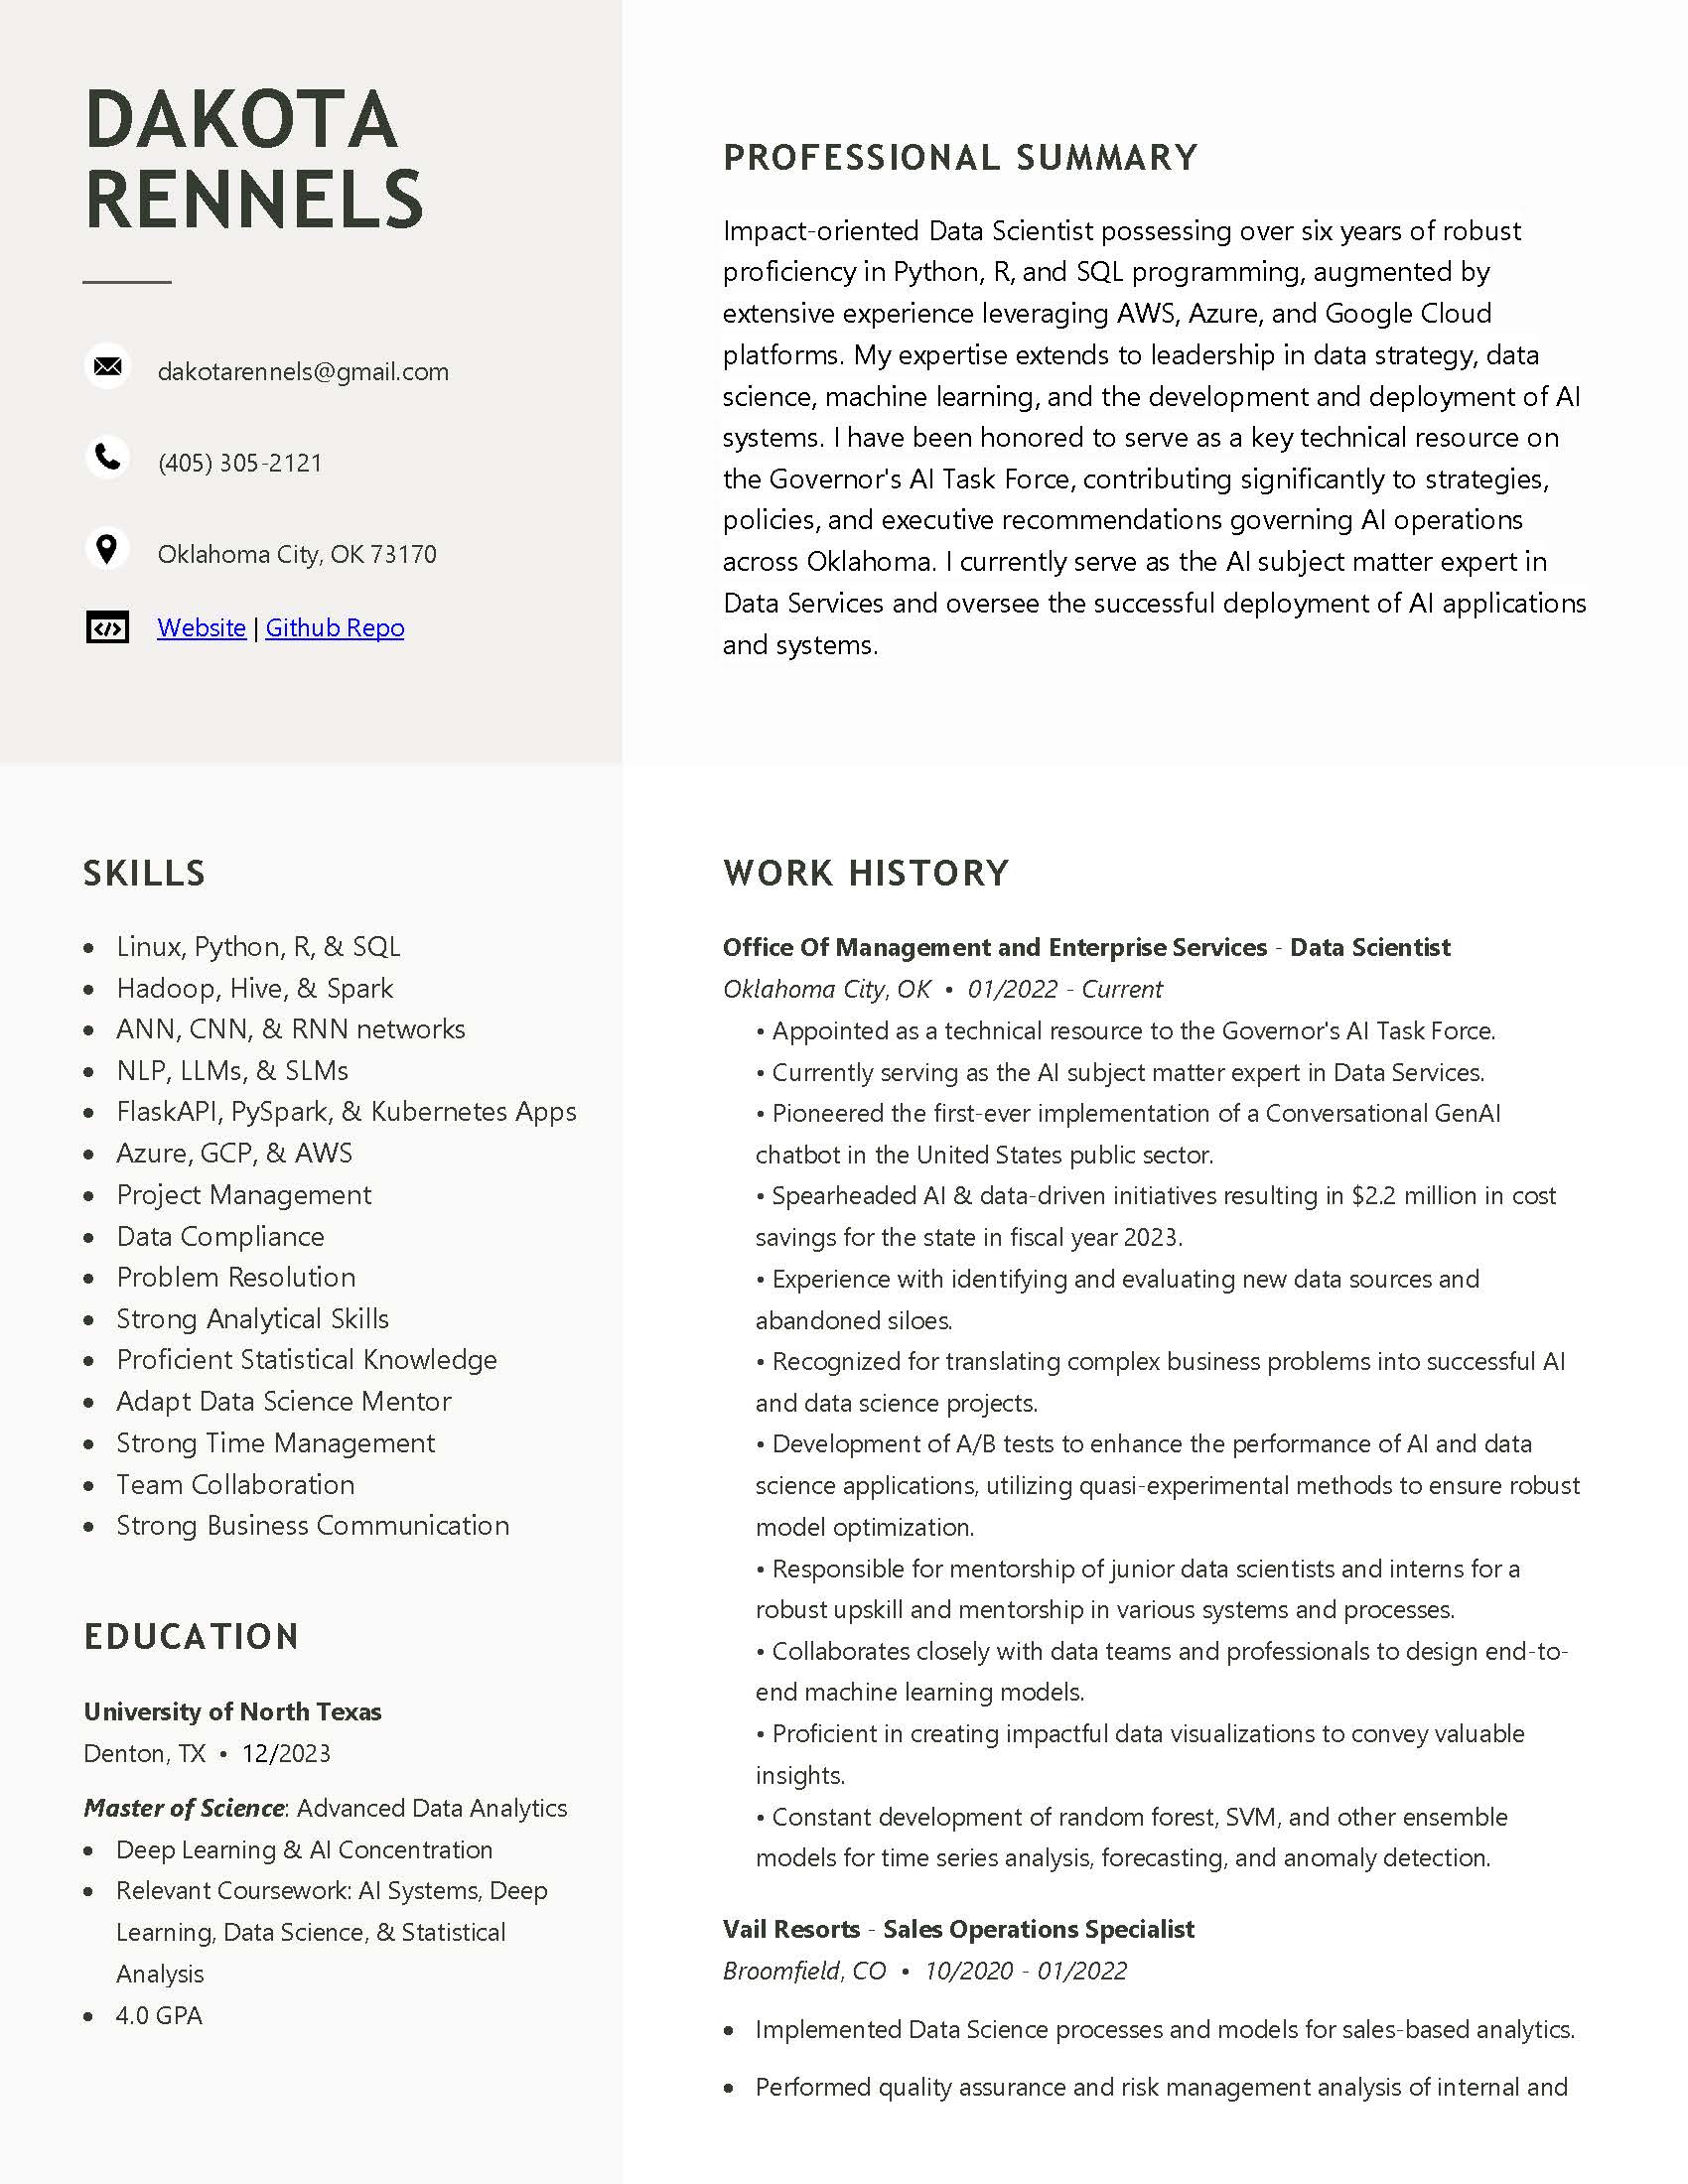 DAKOTA
RENNELS
dakotarennels@gmail.com
(405) 305-2121
Oklahoma City, OK 73170
Website | Github Repo
PROFESSIONAL SUMMARY
Impact-oriented Data Scientist possessing over six years of robust
proficiency in Python, R, and SQL programming, augmented by
extensive experience leveraging AWS, Azure, and Google Cloud
platforms. My expertise extends to leadership in data strategy, data
science, machine learning, and the development and deployment of AI
systems. I have been honored to serve as a key technical resource on
the Governor's AI Task Force, contributing significantly to strategies,
policies, and executive recommendations governing AI operations
across Oklahoma. I currently serve as the AI subject matter expert in
Data Services and oversee the successful deployment of AI applications
and systems.
SKILLS
• Linux, Python, R, & SQL
• Hadoop, Hive, & Spark
• ANN, CNN, & RNN networks
• NLP, LLMs, & SLMs
• FlaskAPI, PySpark, & Kubernetes Apps
• Azure, GCP, & AWS
• Project Management
• Data Compliance
• Problem Resolution
• Strong Analytical Skills
• Proficient Statistical Knowledge
• Adapt Data Science Mentor
• Strong Time Management
• Team Collaboration
• Strong Business Communication
EDUCATION
University of North Texas
Denton, TX • 12/2023
Master of Science: Advanced Data Analytics
• Deep Learning & AI Concentration
• Relevant Coursework: AI Systems, Deep
Learning, Data Science, & Statistical
Analysis
• 4.0 GPA
WORK HISTORY
Office Of Management and Enterprise Services - Data Scientist
Oklahoma City, OK • 01/2022 - Current
• Appointed as a technical resource to the Governor's AI Task Force.
• Currently serving as the AI subject matter expert in Data Services.
• Pioneered the first-ever implementation of a Conversational GenAI
chatbot in the United States public sector.
• Spearheaded AI & data-driven initiatives resulting in $2.2 million in cost
savings for the state in fiscal year 2023.
• Experience with identifying and evaluating new data sources and
abandoned siloes.
• Recognized for translating complex business problems into successful AI
and data science projects.
• Development of A/B tests to enhance the performance of AI and data
science applications, utilizing quasi-experimental methods to ensure robust
model optimization.
• Responsible for mentorship of junior data scientists and interns for a
robust upskill and mentorship in various systems and processes.
• Collaborates closely with data teams and professionals to design end-to-
end machine learning models.
• Proficient in creating impactful data visualizations to convey valuable
insights.
• Constant development of random forest, SVM, and other ensemble
models for time series analysis, forecasting, and anomaly detection.
Vail Resorts - Sales Operations Specialist
Broomfield, CO • 10/2020 - 01/2022
• Implemented Data Science processes and models for sales-based analytics.
• Performed quality assurance and risk management analysis of internal and